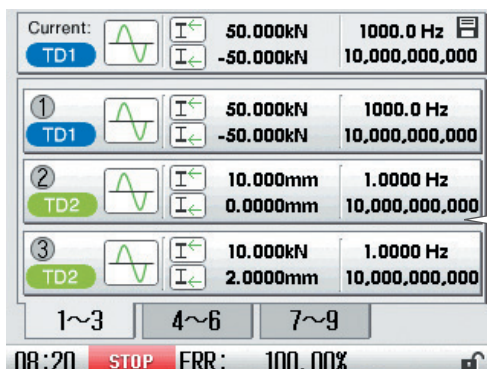 Current:
TD1
50.000kN
-50.000kN
1000.0 Hz
10,000,000,000
1
TD1
50.000kN
-50.000kN
1000.0 Hz
10,000,000,000
2
TD2
10.000mm
0.0000mm
1.0000 Hz
10,000,000,000
3
TD2
10.000kN
2.0000mm
1.0000 Hz
10,000,000,000
1~3 4~6 7~9
08:20 STOP ERR: 100.00%